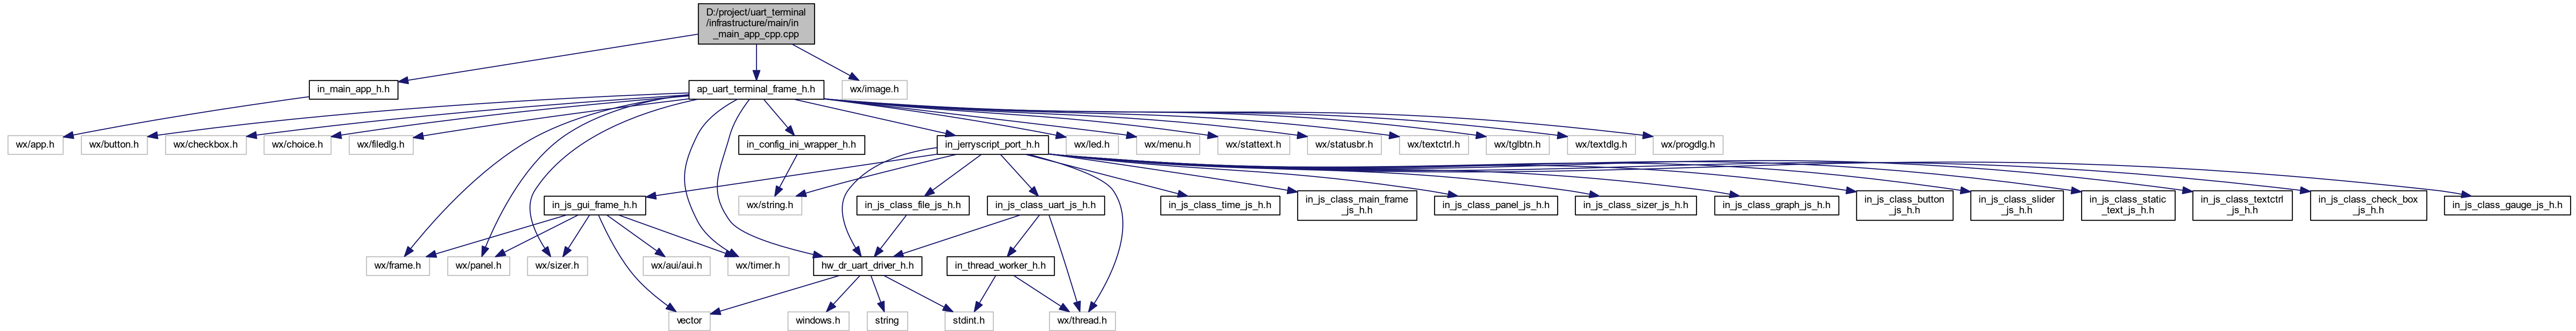 D:/project/uart_terminal
/infrastructure/main/in
_main_app_cpp.cpp
in_main_app_h.h
ap_uart_terminal_frame_h.h
wx/image.h
wx/app.h
wx/button.h
wx/checkbox.h
wx/choice.h
wx/filedlg.h
in_config_ini_wrapper_h.h
in_jerryscript_port_h.h
wx/led.h
wx/menu.h
wx/stattext.h
wx/statusbr.h
wx/textctrl.h
wx/tglbtn.h
wx/textdlg.h
wx/progdlg.h
in_js_gui_frame_h.h
wx/string.h
in_js_class_file_js_h.h
in_js_class_uart_js_h.h
in_js_class_time_js_h.h
in_js_class_main_frame
_js_h.h
in_js_class_panel_js_h.h
in_js_class_sizer_js_h.h
in_js_class_graph_js_h.h
in_js_class_button
_js_h.h
in_js_class_slider
_js_h.h
in_js_class_static
_text_js_h.h
in_js_class_textctrl
_js_h.h
in_js_class_check_box
_js_h.h
in_js_class_gauge_js_h.h
wx/frame.h
wx/panel.h
wx/sizer.h
wx/aui/aui.h
wx/timer.h
hw_dr_uart_driver_h.h
in_thread_worker_h.h
vector
windows.h
string
stdint.h
wx/thread.h